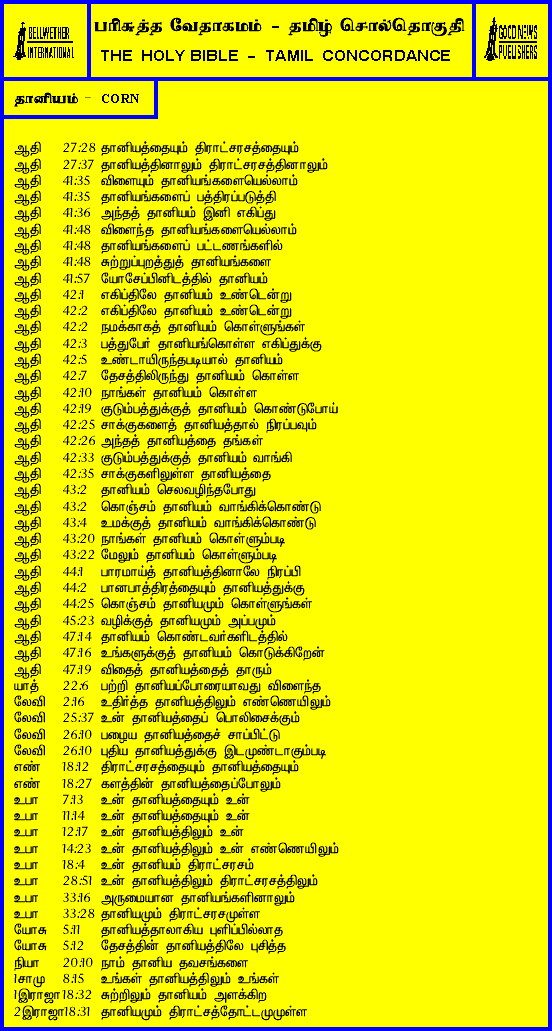 BELLWETHER
INTERNATIONAL
பரிசுத்த வேதாகமம் - தமிழ் சொல்தொகுதி
THE HOLY BIBLE - TAMIL CONCORDANCE
GOOD NEWS
PUBLISHERS
தானியம் - CORN
ஆதி 27:28 தானியத்தையும் திராட்சரசத்தையும்
ஆதி 27:37 தானியத்தினாலும் திராட்சரசத்தினாலும்
ஆதி 41:35 விளையும் தானியங்களையெல்லாம்
ஆதி 41:35 தானியங்களைப் பத்திரப்படுத்தி
ஆதி 41:36 அந்தத் தானியம் இனி எகிப்து
ஆதி 41:48 விளைந்த தானியங்களையெல்லாம்
ஆதி 41:48 தானியங்களைப் பட்டணங்களில்
ஆதி 41:48 சுற்றுப்புறத்துத் தானியங்களை
ஆதி 41:57 யோசேப்பினிடத்தில் தானியம்
ஆதி 42:1 எகிப்திலே தானியம் உண்டென்று
ஆதி 42:2 எகிப்திலே தானியம் உண்டென்று
ஆதி 42:2 நமக்காகத் தானியம் கொள்ளுங்கள்
ஆதி 42:3 பத்துபேர் தானியங்கொள்ள எகிப்துக்கு
ஆதி 42:5 உண்டாயிருந்தபடியால் தானியம்
ஆதி 42:7 தேசத்திலிருந்து தானியம் கொள்ள
ஆதி 42:10 நாங்கள் தானியம் கொள்ள
ஆதி 42:19 குடும்பத்துக்குத் தானியம் கொண்டுபோய்
ஆதி 42:25 சாக்குகளைத் தானியத்தால் நிரப்பவும்
ஆதி 42:26 அந்தத் தானியத்தை தங்கள்
ஆதி 42:33 குடும்பத்துக்குத் தானியம் வாங்கி
ஆதி 42:35 சாக்குகளிலுள்ள தானியத்தை
ஆதி 43:2 தானியம் செலவழிந்தபோது
ஆதி 43:2 கொஞ்சம் தானியம் வாங்கிக்கொண்டு
ஆதி 43:4 உமக்குத் தானியம் வாங்கிக்கொண்டு
ஆதி 43:20 நாங்கள் தானியம் கொள்ளும்படி
ஆதி 43:22 மேலும் தானியம் கொள்ளும்படி
ஆதி 44:1 பாரமாய்த் தானியத்தினாலே நிரப்பி
ஆதி 44:2 பானபாத்திரத்தையும் தானியத்துக்கு
ஆதி 44:25 கொஞ்சம் தானியமும் கொள்ளுங்கள்
ஆதி 45:23 வழிக்குத் தானியமும் அப்பமும்
ஆதி 47:14 தானியம் கொண்டவர்களிடத்தில்
ஆதி 47:16 உங்களுக்குத் தானியம் கொடுக்கிறேன்
ஆதி 47:19 விதைத் தானியத்தைத் தாரும்
யாத் 22:6 பற்றி தானியப்போரையாவது விளைந்த
லேவி 2:16 உதிர்த்த தானியத்திலும் எண்ணெயிலும்
லேவி 25:37 உன் தானியத்தைப் பொலிசைக்கும்
லேவி 26:10 பழைய தானியத்தைச் சாப்பிட்டு
லேவி 26:10 புதிய தானியத்துக்கு இடமுண்டாகும்படி
எண் 18:12 திராட்சரசத்தையும் தானியத்தையும்
எண் 18:27 களத்தின் தானியத்தைப்போலும்
உபா 7:13 உன் தானியத்தையும் உன்
உபா 11:14 உன் தானியத்தையும் உன்
உபா 12:17 உன் தானியத்திலும் உன்
உபா 14:23 உன் தானியத்திலும் உன் எண்ணெயிலும்
உபா 18:4 உன் தானியம் திராட்சரசம்
உபா 28:51 உன் தானியத்திலும் திராட்சரசத்திலும்
உபா 33:16 அருமையான தானியங்களினாலும்
உபா 33:28 தானியமும் திராட்சரசமுள்ள
யோசு 5:11 தானியத்தாலாகிய புளிப்பில்லாத
யோசு 5:12 தேசத்தின் தானியத்திலே புசித்த
நியா 20:10 நாம் தானிய தவசங்களை
1சாமு 8:15 உங்கள் தானியத்திலும் உங்கள்
1இராஜா 18:32 சுற்றிலும் தானியம் அளக்கிற
2இராஜா 18:31 தானியமும் திராட்சத்தோட்டமுமுள்ள